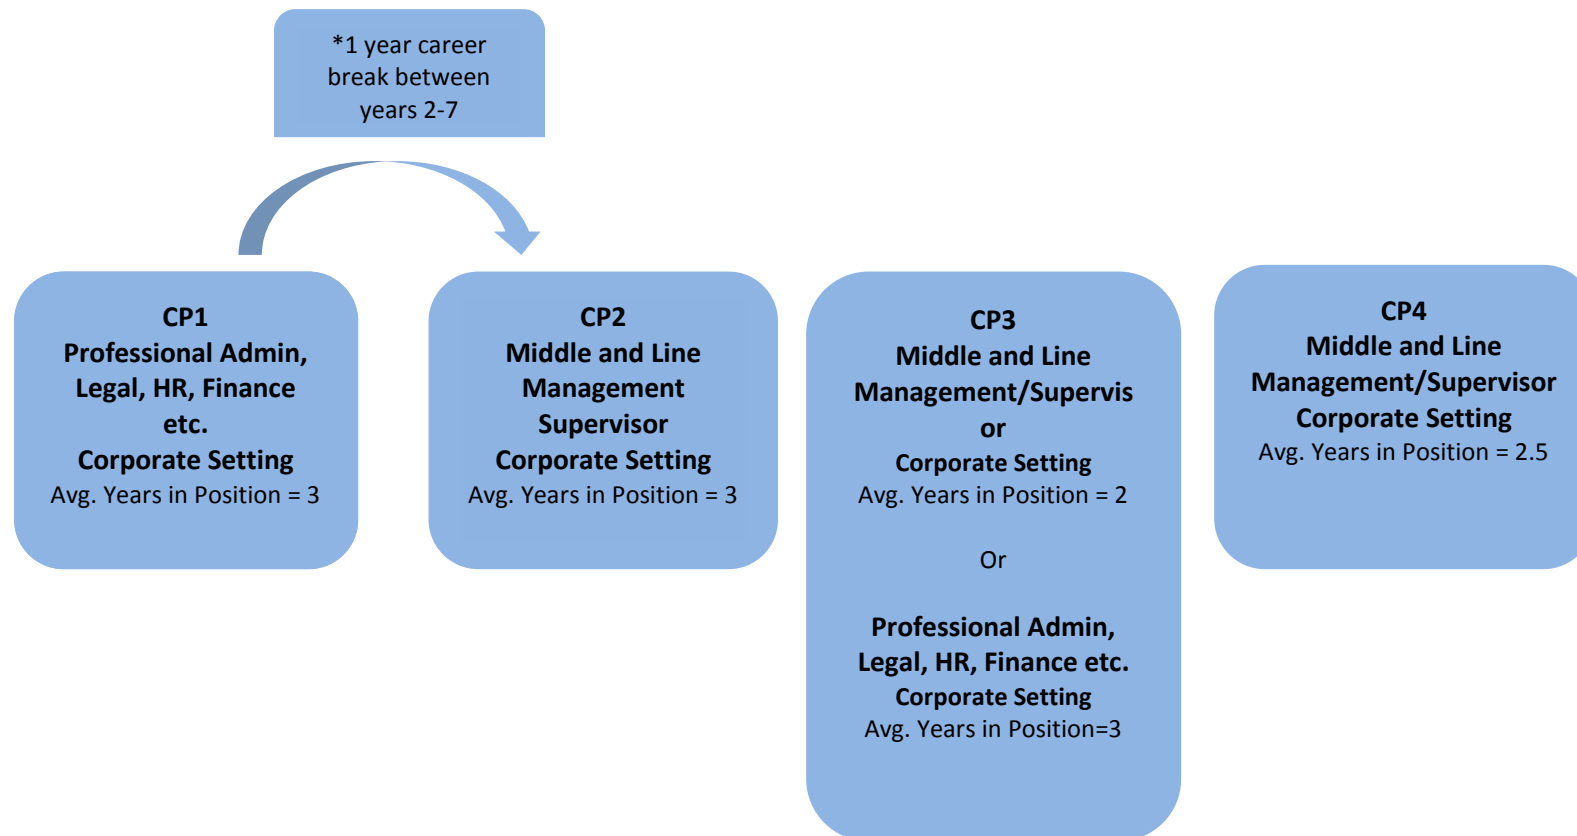 *1 year career
break between
years 2-7
CP1
Professional Admin,
Legal, HR, Finance
etc.
Corporate Setting
Avg. Years in Position = 3
CP2
Middle and Line
Management
Supervisor
Corporate Setting
Avg. Years in Position = 3
CP3
Middle and Line
Management/Supervis
or
Corporate Setting
Avg. Years in Position = 2
Or
Professional Admin,
Legal, HR, Finance etc.
Corporate Setting
Avg. Years in Position=3
CP4
Middle and Line
Management/Supervisor
Corporate Setting
Avg. Years in Position = 2.5